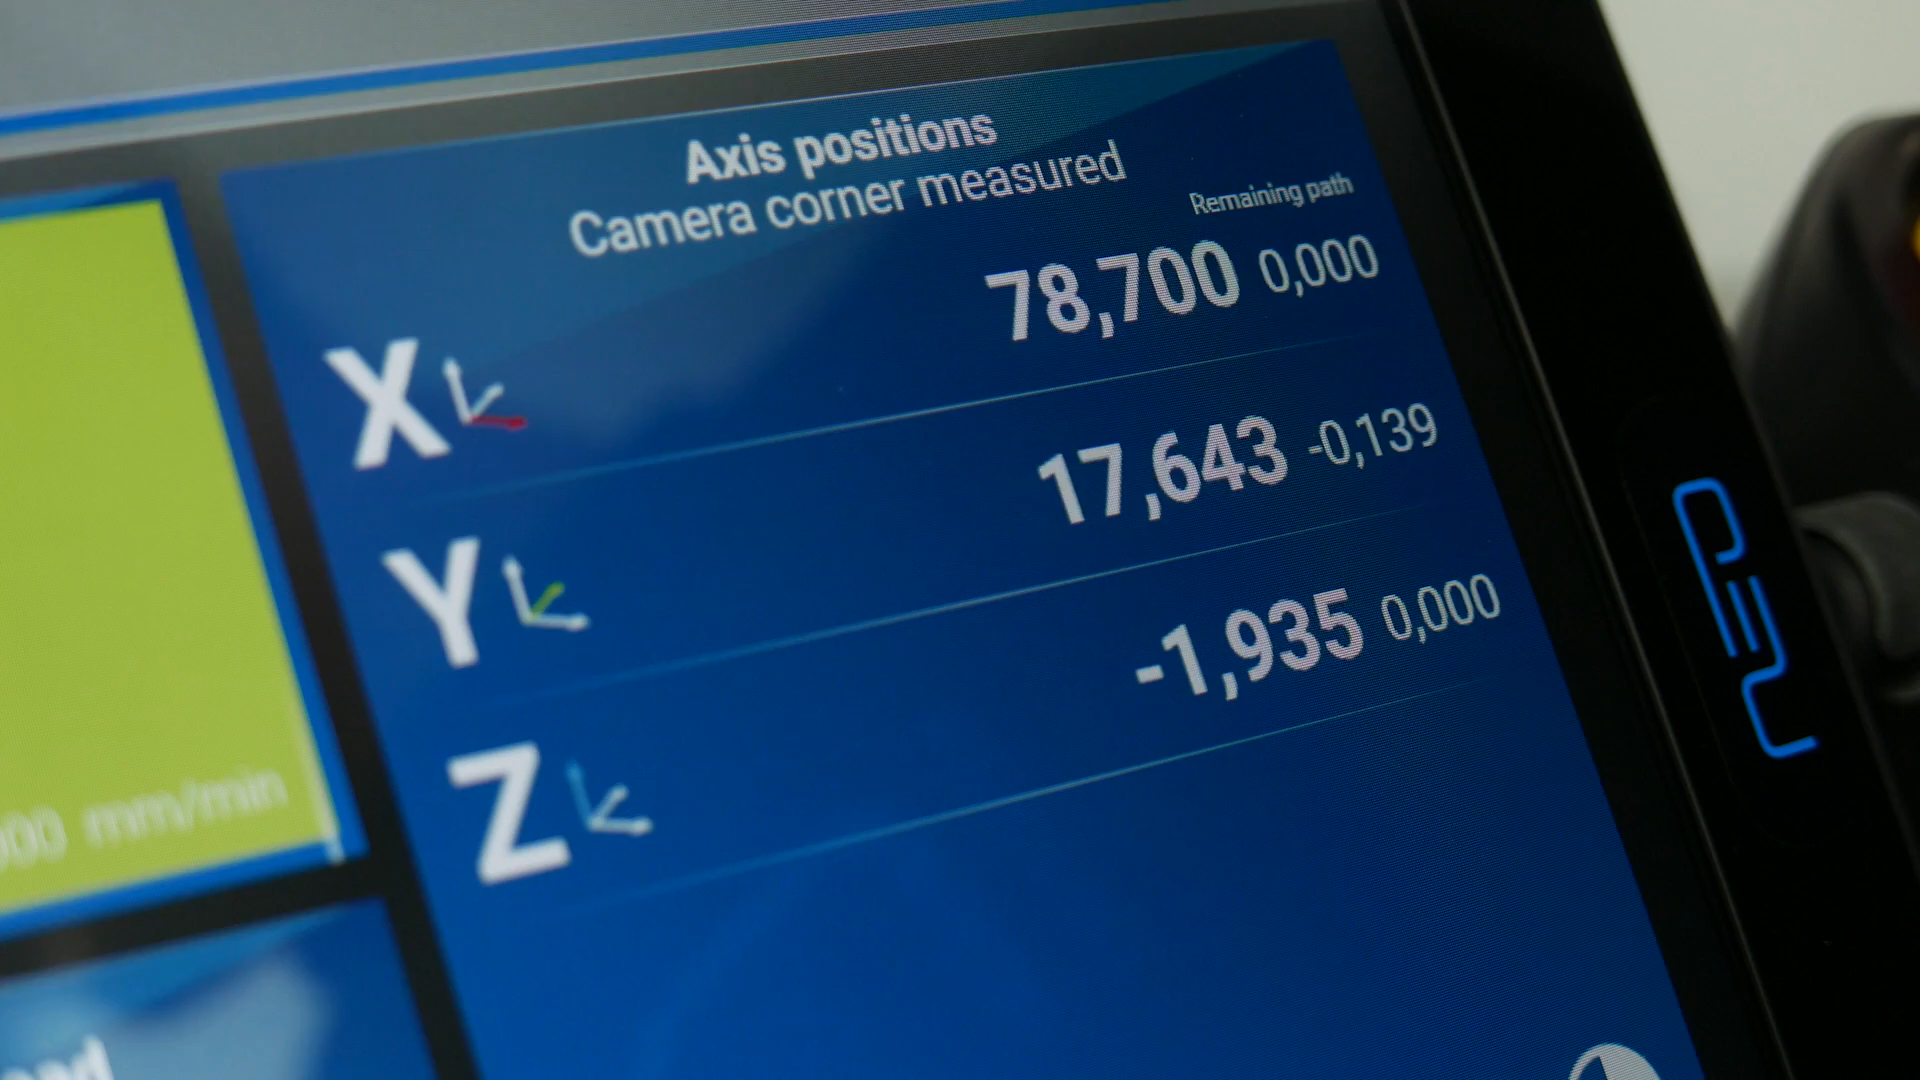 Axis positions
Camera corner measured
Remaining path
X 78,700 0,000
Y 17,643 -0,139
Z -1,935 0,000
mm/min